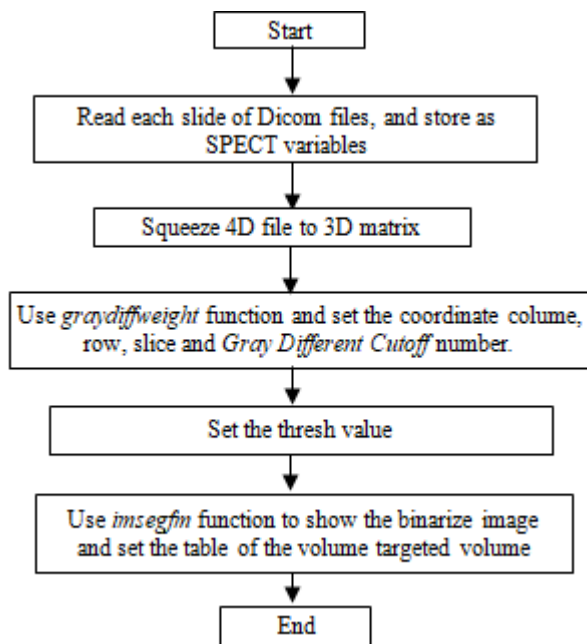 Start
Read each slide of Dicom files, and store as
SPECT variables
Squeeze 4D file to 3D matrix
Use graydiffweight function and set the coordinate colume,
row, slice and Gray Different Cutoff number.
Set the thresh value
Use imsegfm function to show the binarize image
and set the table of the volume targeted volume
End